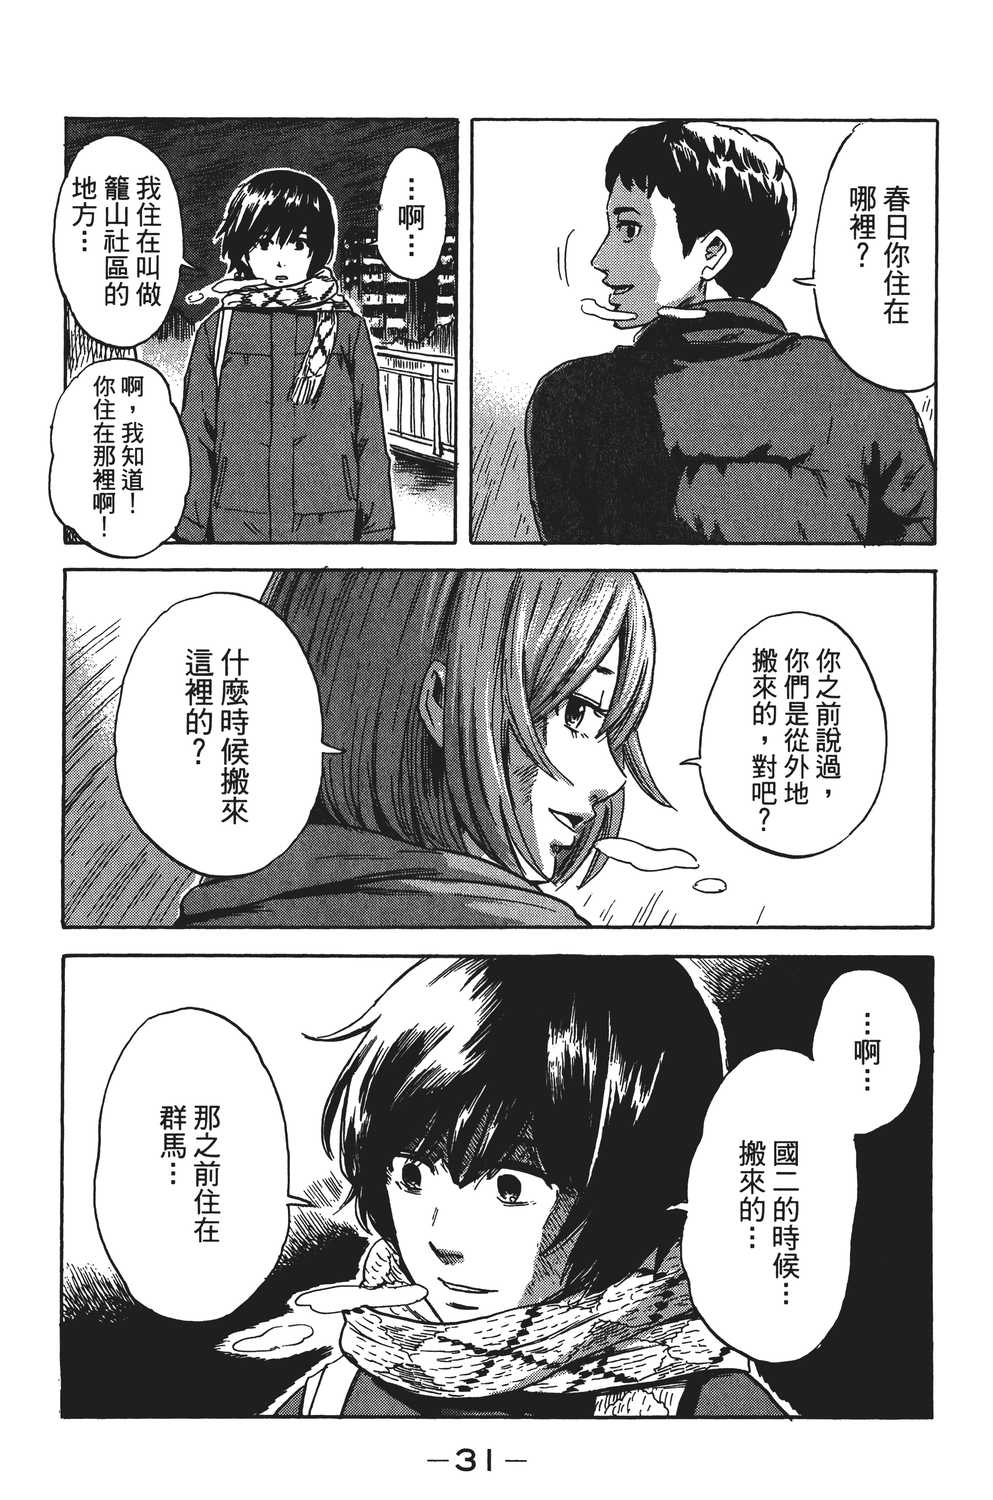 春日你住在
哪裡？
…啊…
我住在叫做
籠山社區的
地方…
啊，我知道！
你住在那裡啊！
你之前說過，
你們是從外地
搬來的，對吧？
什麼時候搬來
這裡的？
…啊…
國二的時候…
搬來的…
那之前住在
群馬…
—31—